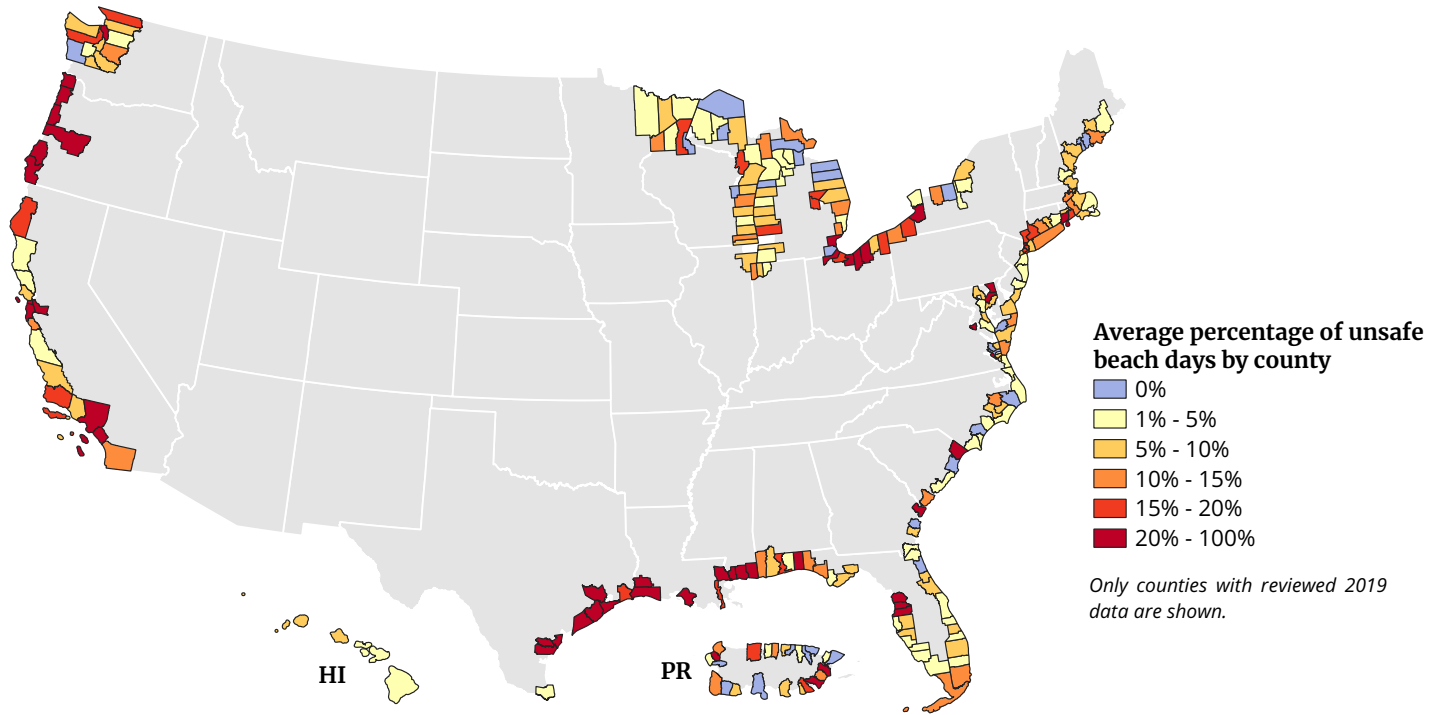 Average percentage of unsafe
beach days by county
0%
1% - 5%
5% - 10%
10% - 15%
15% - 20%
20% - 100%
Only counties with reviewed 2019
data are shown.
HI
PR